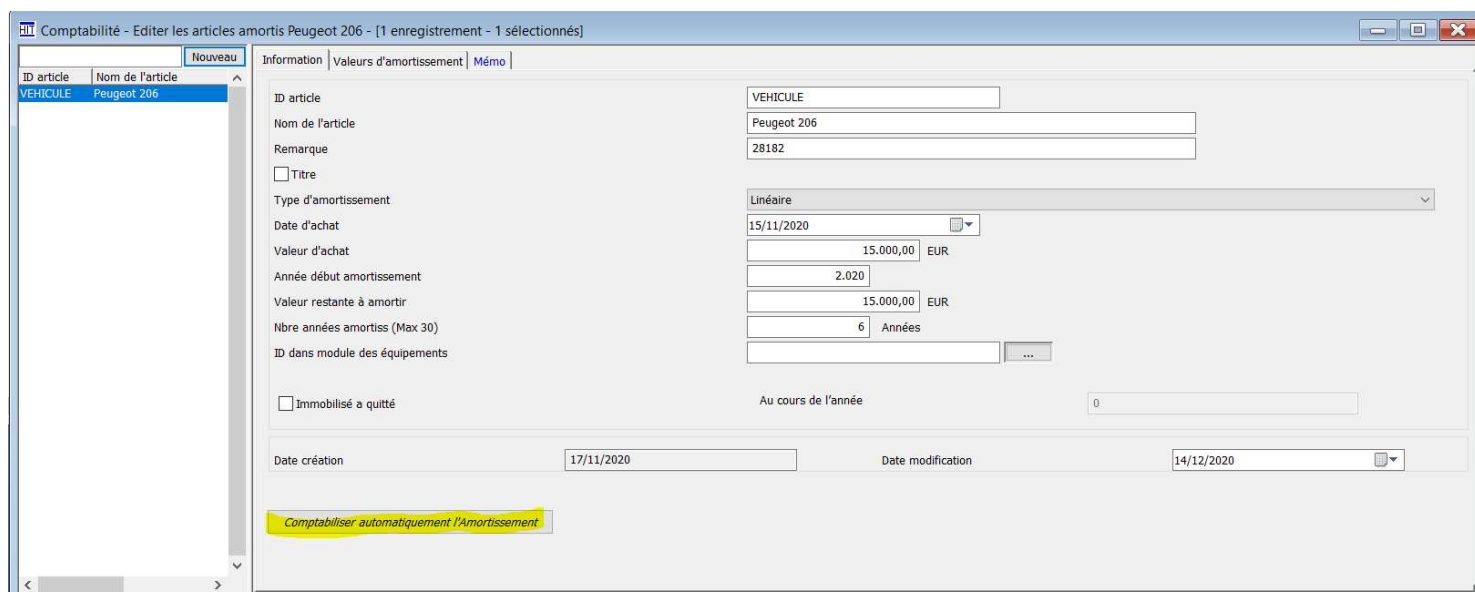 HIT Comptabilité - Editer les articles amortis Peugeot 206 - [1 enregistrement - 1 sélectionnés]
Nouveau
ID article Nom de l'article
VEHICULE Peugeot 206
Information Valeurs d'amortissement Mémo
ID article VEHICULE
Nom de l'article Peugeot 206
Remarque 28182
Titre
Type d'amortissement Linéaire
Date d'achat 15/11/2020
Valeur d'achat 15.000,00 EUR
Année début amortissement 2.020
Valeur restante à amortir 15.000,00 EUR
Nbre années amortiss (Max 30) 6 Années
ID dans module des équipements ...
Immobilisé a quitté Au cours de l'année 0
Date création 17/11/2020 Date modification 14/12/2020
Comptabiliser automatiquement l'Amortissement